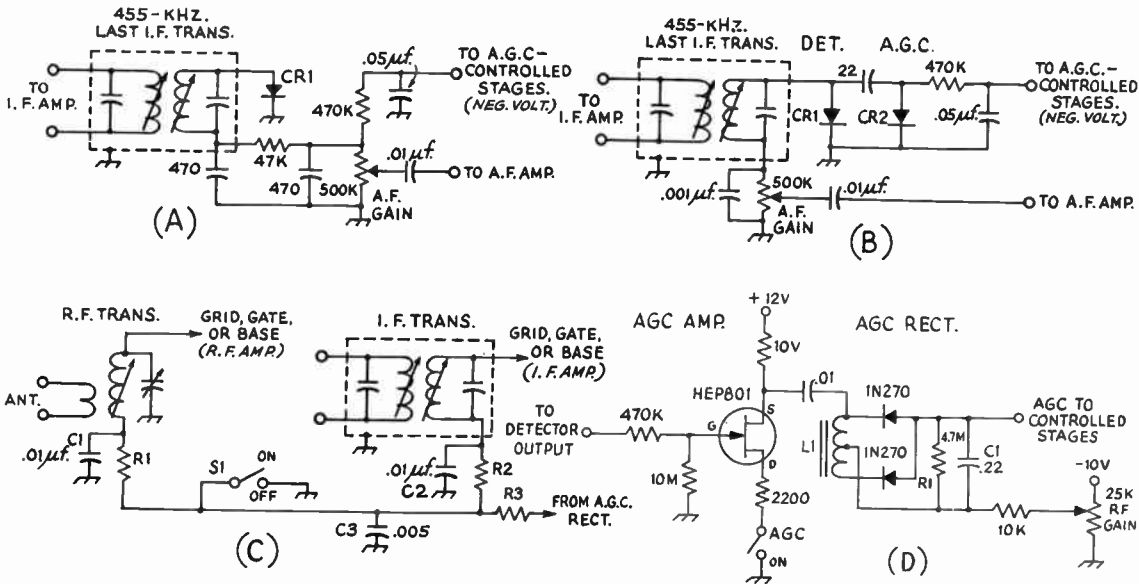 455-KHZ.
LAST I.F. TRANS.
TO
I.F. AMP.
CR1
.05µf.
TO A.G.C-
CONTROLLED
STAGES.
(NEG. VOLT.)
470K
47K
470
470
500K
.01µf.
TO A.F. AMP.
A.F.
GAIN
(A)
455-KHZ.
LAST I.F. TRANS.
DET.
A.G.C.
TO
I.F. AMP.
22
470K
CR1
CR2
.05µf.
TO A.G.C.-
CONTROLLED
STAGES.
(NEG. VOLT.)
.001µf.
500K
.01µf.
A.F.
GAIN
TO A.F. AMP.
(B)
R.F. TRANS.
GRID, GATE,
OR BASE
(R.F. AMP.)
ANT.
C1
.01µf.
R1
S1
ON
OFF
I.F. TRANS.
GRID, GATE,
OR BASE
(I.F. AMP.)
.01µf.
C2
R2
R3
FROM A.G.C.
RECT.
C3
.005
(C)
AGC AMP.
+12V
AGC RECT.
10V
HEP801
.01
1N270
S
G
D
TO
DETECTOR
OUTPUT
470K
10M
2200
AGC
ON
L1
1N270
4.7M
R1
C1
.22
AGC TO
CONTROLLED
STAGES
-10V
25K
RF
GAIN
10K
(D)